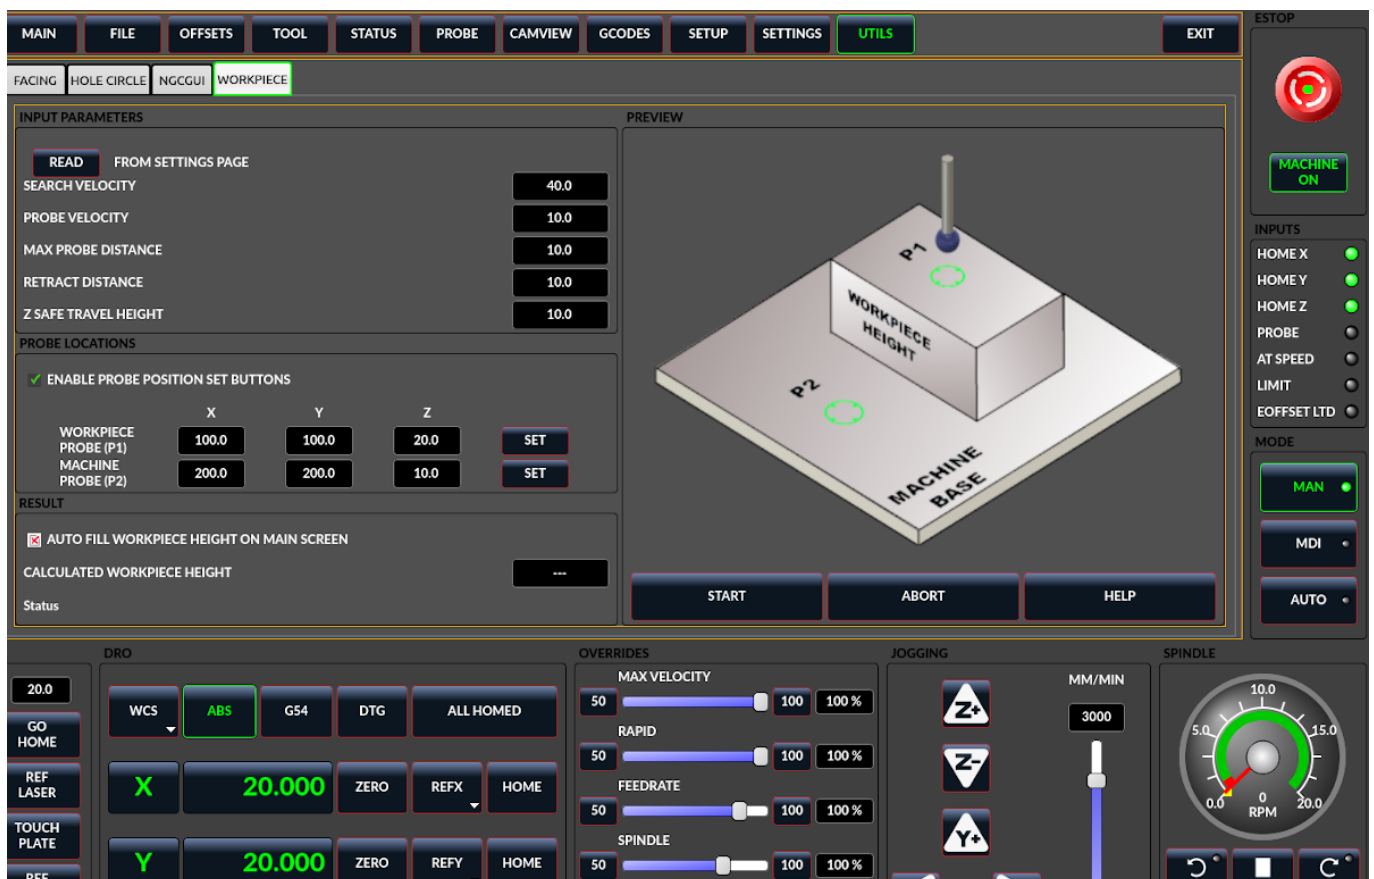 MAIN FILE OFFSETS TOOL STATUS PROBE CAMVIEW GCODES SETUP SETTINGS UTILS EXIT
FACING HOLE CIRCLE NGCGUI WORKPIECE
INPUT PARAMETERS
READ FROM SETTINGS PAGE
SEARCH VELOCITY 40.0
PROBE VELOCITY 10.0
MAX PROBE DISTANCE 10.0
RETRACT DISTANCE 10.0
Z SAFE TRAVEL HEIGHT 10.0
PROBE LOCATIONS
ENABLE PROBE POSITION SET BUTTONS
X Y Z
WORKPIECE
PROBE (P1) 100.0 100.0 20.0 SET
MACHINE
PROBE (P2) 200.0 200.0 10.0 SET
RESULT
AUTO FILL WORKPIECE HEIGHT ON MAIN SCREEN
CALCULATED WORKPIECE HEIGHT ---
Status
PREVIEW
P1
WORKPIECE
HEIGHT
P2
MACHINE
BASE
START ABORT HELP
ESTOP
MACHINE
ON
INPUTS
HOME X
HOME Y
HOME Z
PROBE
AT SPEED
LIMIT
EOFFSET LTD
MODE
MAN
MDI
AUTO
20.0
GO
HOME
REF
LASER
TOUCH
PLATE
REF
DRO
WCS ABS G54 DTG ALL HOMED
X 20.000 ZERO REFX HOME
Y 20.000 ZERO REFY HOME
OVERRIDES
MAX VELOCITY
50 100 100 %
RAPID
50 100 100 %
FEEDRATE
50 100 100 %
SPINDLE
50 100 100 %
JOGGING
Z+
Z-
Y+
MM/MIN
3000
SPINDLE
10.0
5.0 15.0
0.0 0 20.0
RPM